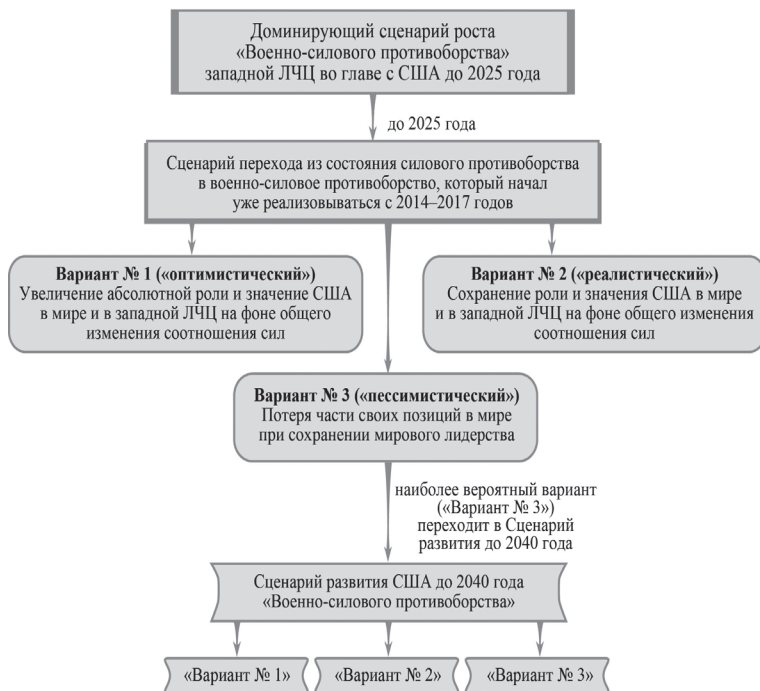 Доминирующий сценарий роста
«Военно-силового противоборства»
западной ЛЧЦ во главе с США до 2025 года
до 2025 года
Сценарий перехода из состояния силового противоборства
в военно-силовое противоборство, который начал
уже реализовываться с 2014–2017 годов
Вариант № 1 («оптимистический»)
Увеличение абсолютной роли и значение США
в мире и в западной ЛЧЦ на фоне общего
изменения соотношения сил
Вариант № 2 («реалистический»)
Сохранение роли и значения США в мире
и в западной ЛЧЦ на фоне общего изменения
соотношения сил
Вариант № 3 («пессимистический»)
Потеря части своих позиций в мире
при сохранении мирового лидерства
наиболее вероятный вариант
(«Вариант № 3»)
переходит в Сценарий
развития до 2040 года
Сценарий развития США до 2040 года
«Военно-силового противоборства»
«Вариант № 1»
«Вариант № 2»
«Вариант № 3»